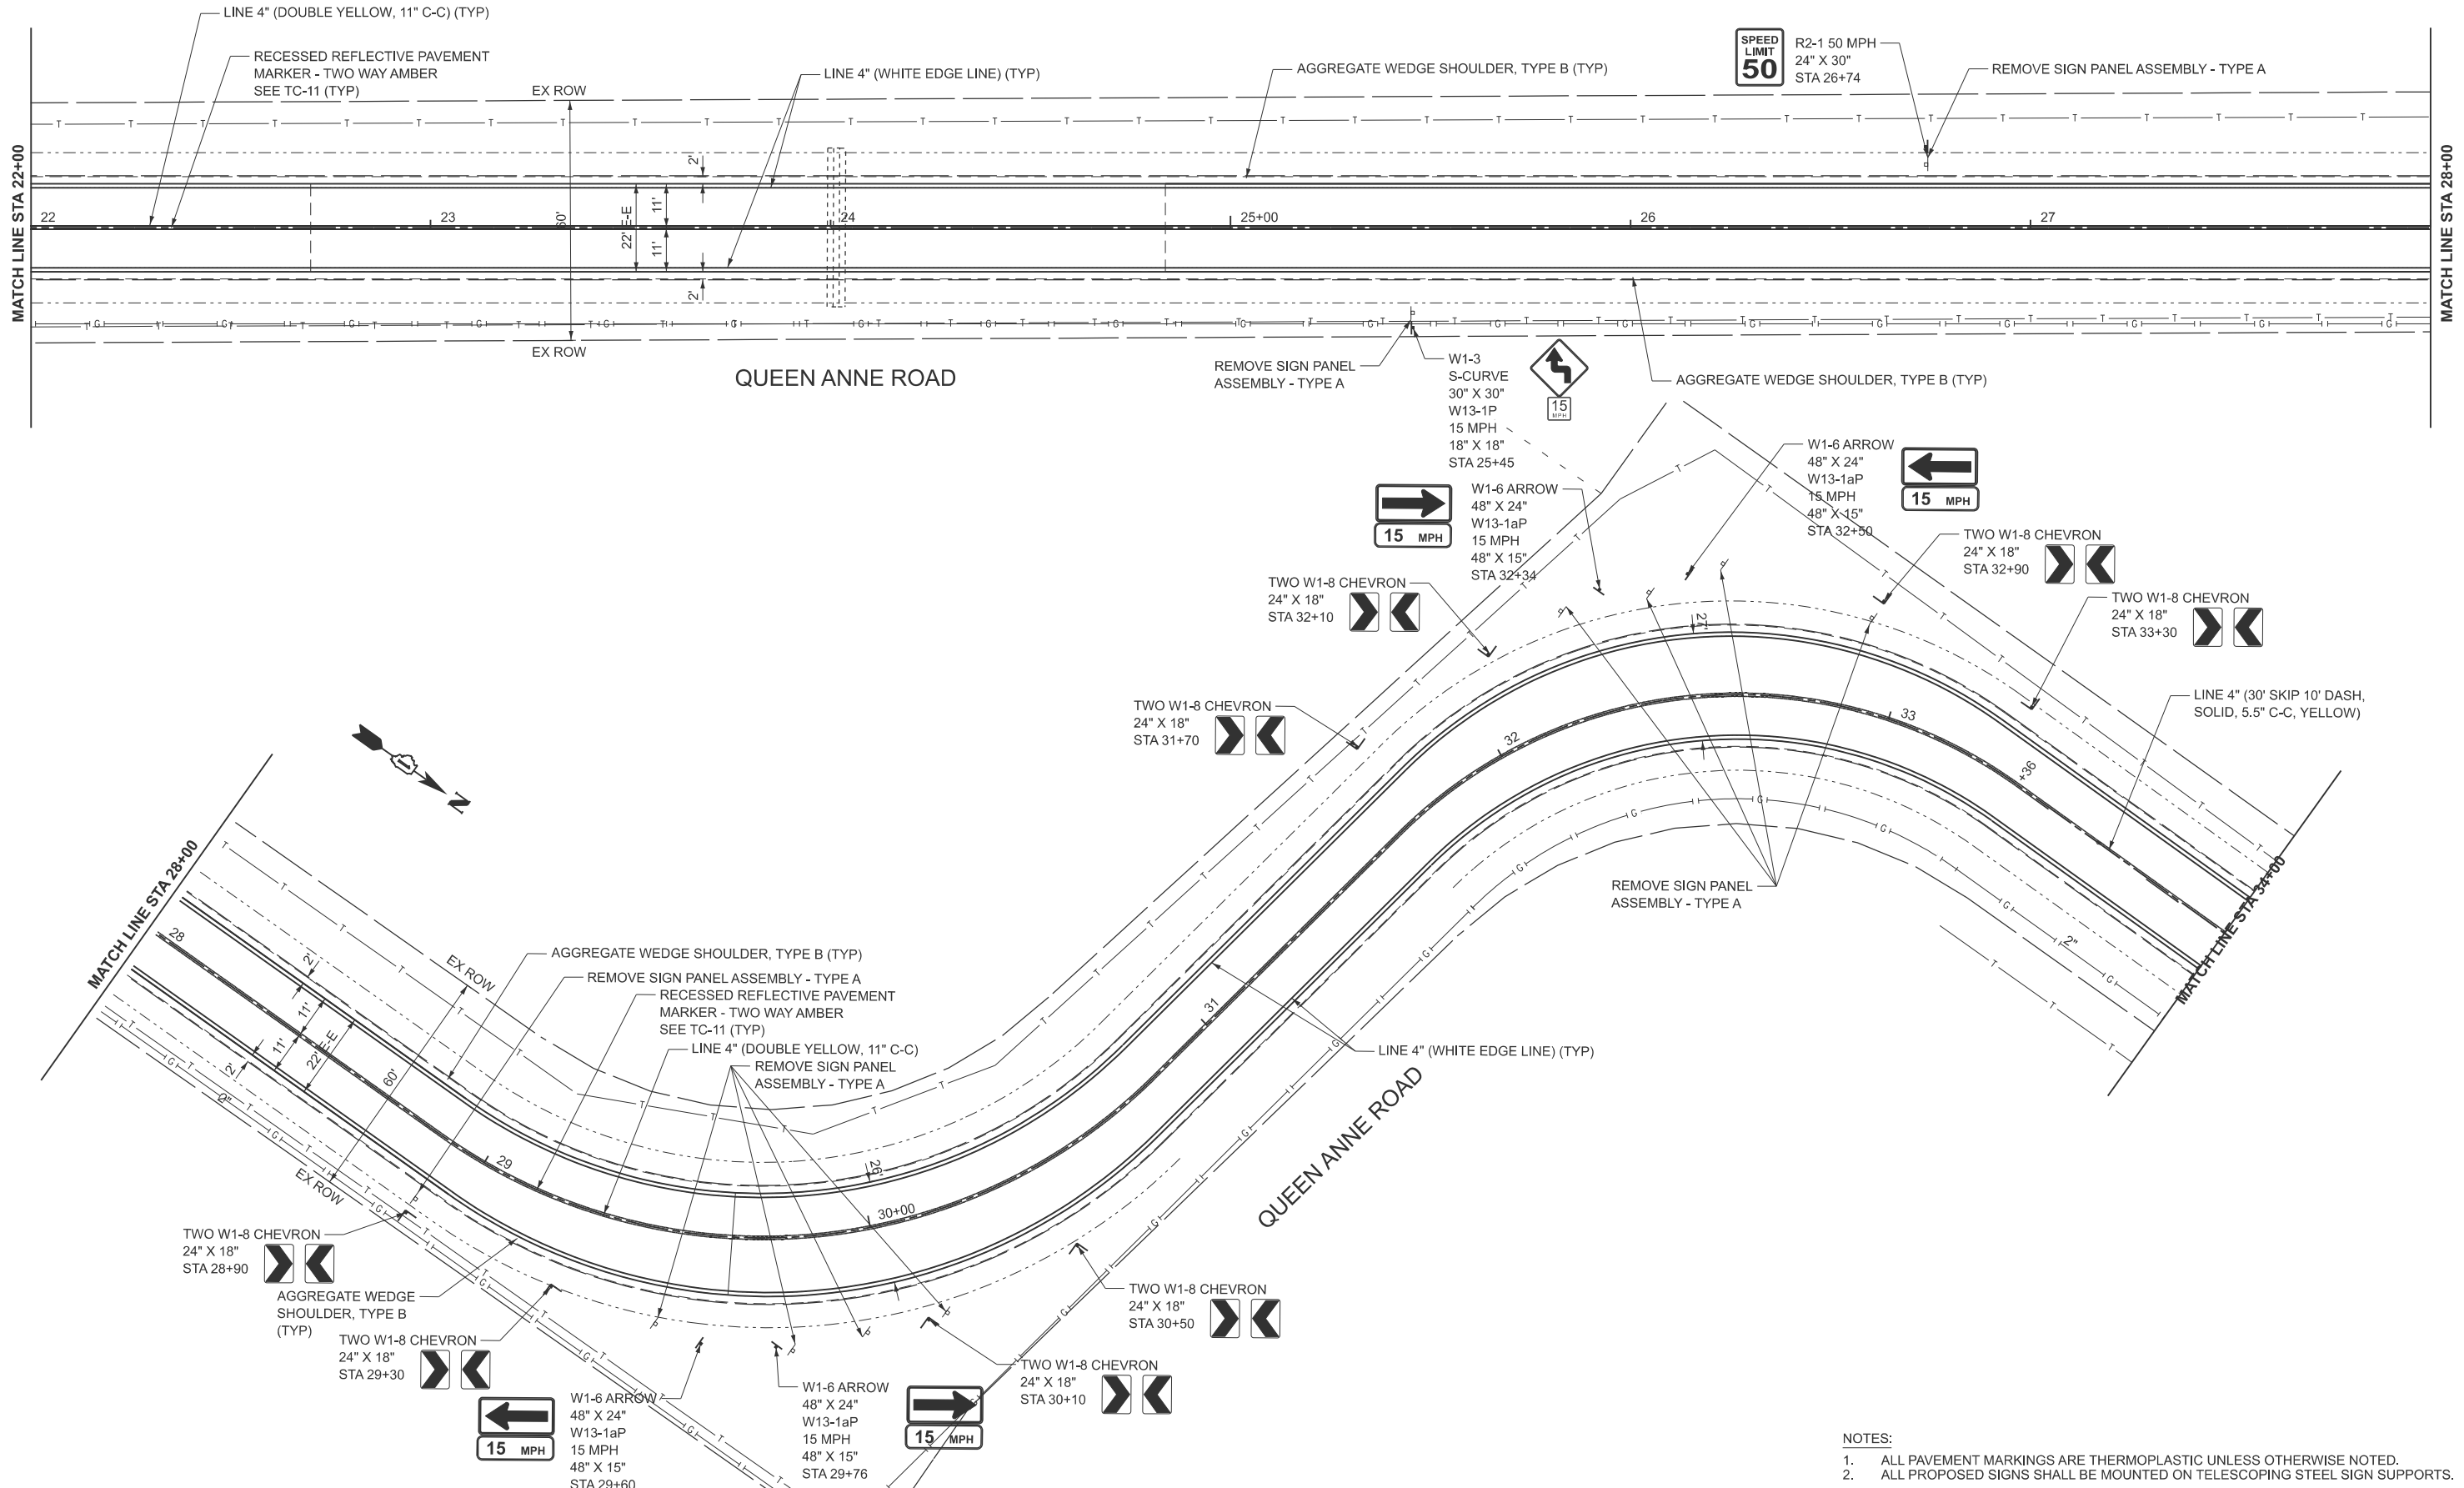 LINE 4" (DOUBLE YELLOW, 11" C-C) (TYP)
RECESSED REFLECTIVE PAVEMENT
MARKER - TWO WAY AMBER
SEE TC-11 (TYP)
EX ROW
LINE 4" (WHITE EDGE LINE) (TYP)
AGGREGATE WEDGE SHOULDER, TYPE B (TYP)
SPEED
LIMIT
50
R2-1 50 MPH
24" X 30"
STA 26+74
REMOVE SIGN PANEL ASSEMBLY - TYPE A
MATCH LINE STA 22+00
22
23
24
25+00
26
27
60'
22' E-E
11'
11'
2'
2'
MATCH LINE STA 28+00
EX ROW
QUEEN ANNE ROAD
REMOVE SIGN PANEL
ASSEMBLY - TYPE A
W1-3
S-CURVE
30" X 30"
W13-1P
15 MPH
18" X 18"
STA 25+45
15
MPH
AGGREGATE WEDGE SHOULDER, TYPE B (TYP)
W1-6 ARROW
48" X 24"
W13-1aP
15 MPH
48" X 15"
STA 32+50
15 MPH
15 MPH
W1-6 ARROW
48" X 24"
W13-1aP
15 MPH
48" X 15"
STA 32+34
TWO W1-8 CHEVRON
24" X 18"
STA 32+90
TWO W1-8 CHEVRON
24" X 18"
STA 32+10
TWO W1-8 CHEVRON
24" X 18"
STA 33+30
TWO W1-8 CHEVRON
24" X 18"
STA 31+70
LINE 4" (30' SKIP 10' DASH,
SOLID, 5.5" C-C, YELLOW)
27'
32
33
+36
N
MATCH LINE STA 28+00
REMOVE SIGN PANEL
ASSEMBLY - TYPE A
MATCH LINE STA 34+00
2"
28
2'
11'
11'
22' E-E
2'
60'
EX ROW
EX ROW
AGGREGATE WEDGE SHOULDER, TYPE B (TYP)
REMOVE SIGN PANEL ASSEMBLY - TYPE A
RECESSED REFLECTIVE PAVEMENT
MARKER - TWO WAY AMBER
SEE TC-11 (TYP)
LINE 4" (DOUBLE YELLOW, 11" C-C)
REMOVE SIGN PANEL
ASSEMBLY - TYPE A
31
LINE 4" (WHITE EDGE LINE) (TYP)
QUEEN ANNE ROAD
29
26'
30+00
TWO W1-8 CHEVRON
24" X 18"
STA 28+90
AGGREGATE WEDGE
SHOULDER, TYPE B
(TYP)
TWO W1-8 CHEVRON
24" X 18"
STA 29+30
TWO W1-8 CHEVRON
24" X 18"
STA 30+50
TWO W1-8 CHEVRON
24" X 18"
STA 30+10
15 MPH
W1-6 ARROW
48" X 24"
W13-1aP
15 MPH
48" X 15"
STA 29+60
W1-6 ARROW
48" X 24"
W13-1aP
15 MPH
48" X 15"
STA 29+76
15 MPH
NOTES:
1. ALL PAVEMENT MARKINGS ARE THERMOPLASTIC UNLESS OTHERWISE NOTED.
2. ALL PROPOSED SIGNS SHALL BE MOUNTED ON TELESCOPING STEEL SIGN SUPPORTS.